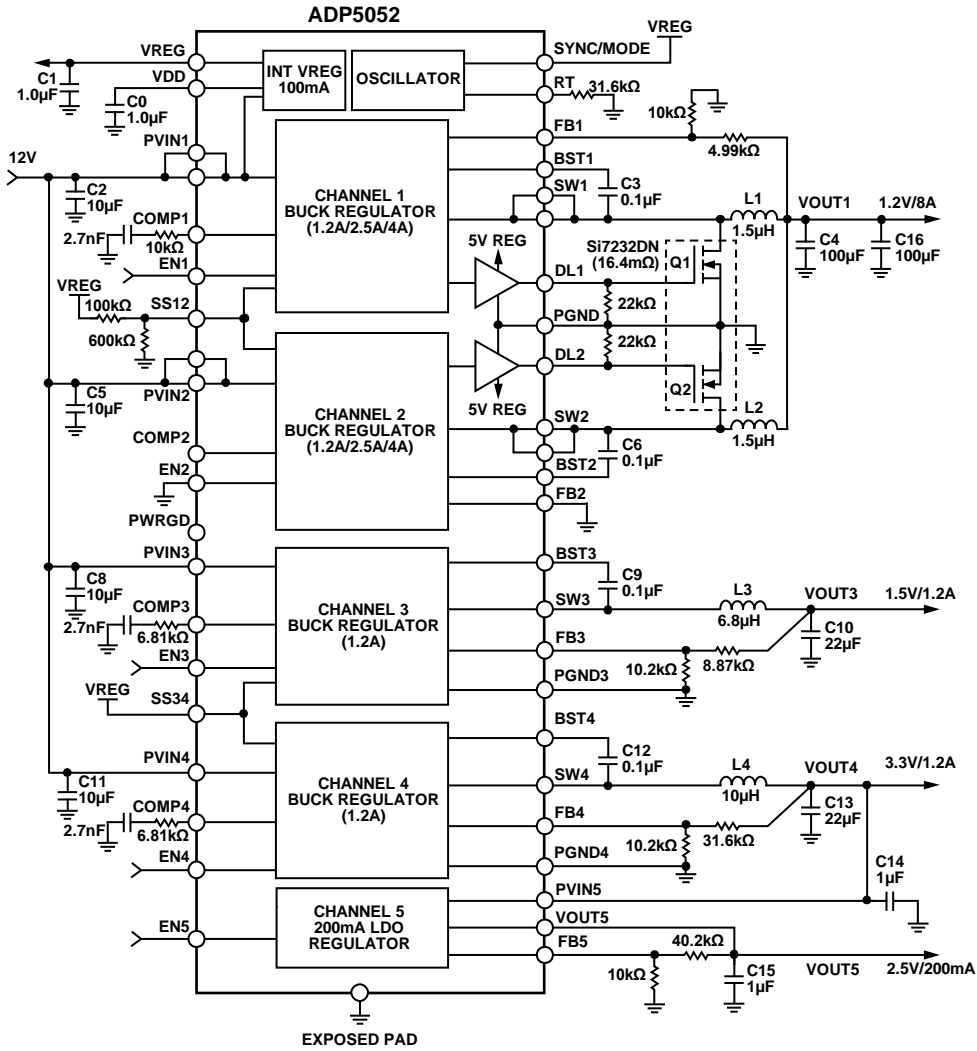 ADP5052
VREG
C1
1.0µF
VDD
C0
1.0µF
INT VREG
100mA
OSCILLATOR
SYNC/MODE
VREG
RT
31.6kΩ
FB1
10kΩ
4.99kΩ
12V
PVIN1
C2
10µF
COMP1
2.7nF
10kΩ
EN1
VREG
100kΩ
SS12
600kΩ
CHANNEL 1
BUCK REGULATOR
(1.2A/2.5A/4A)
BST1
C3
0.1µF
SW1
L1
1.5µH
VOUT1
1.2V/8A
C4
100µF
C16
100µF
5V REG
DL1
Si7232DN
(16.4mΩ)
Q1
22kΩ
PGND
22kΩ
DL2
5V REG
Q2
L2
1.5µH
PVIN2
C5
10µF
COMP2
EN2
CHANNEL 2
BUCK REGULATOR
(1.2A/2.5A/4A)
SW2
C6
0.1µF
BST2
FB2
PWRGD
PVIN3
C8
10µF
COMP3
2.7nF
6.81kΩ
EN3
VREG
SS34
CHANNEL 3
BUCK REGULATOR
(1.2A)
BST3
C9
0.1µF
SW3
L3
6.8µH
VOUT3
1.5V/1.2A
C10
22µF
FB3
10.2kΩ
8.87kΩ
PGND3
PVIN4
C11
10µF
COMP4
2.7nF
6.81kΩ
EN4
CHANNEL 4
BUCK REGULATOR
(1.2A)
BST4
C12
0.1µF
SW4
L4
10µH
VOUT4
3.3V/1.2A
C13
22µF
FB4
10.2kΩ
31.6kΩ
PGND4
C14
1µF
PVIN5
EN5
CHANNEL 5
200mA LDO
REGULATOR
VOUT5
FB5
40.2kΩ
10kΩ
C15
1µF
VOUT5
2.5V/200mA
EXPOSED PAD